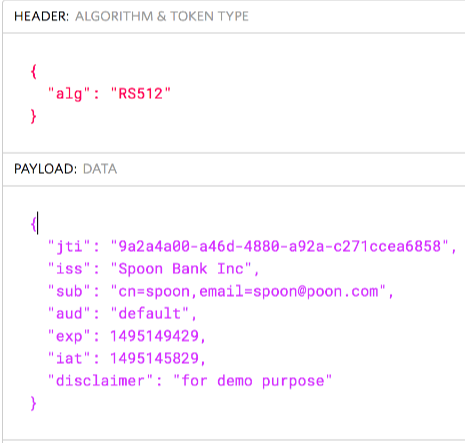 HEADER: ALGORITHM & TOKEN TYPE
{
"alg": "RS512"
}
PAYLOAD: DATA
{
"jti": "9a2a4a00-a46d-4880-a92a-c271ccea6858",
"iss": "Spoon Bank Inc",
"sub": "cn=spoon,email=spoon@poon.com",
"aud": "default",
"exp": 1495149429,
"iat": 1495145829,
"disclaimer": "for demo purpose"
}